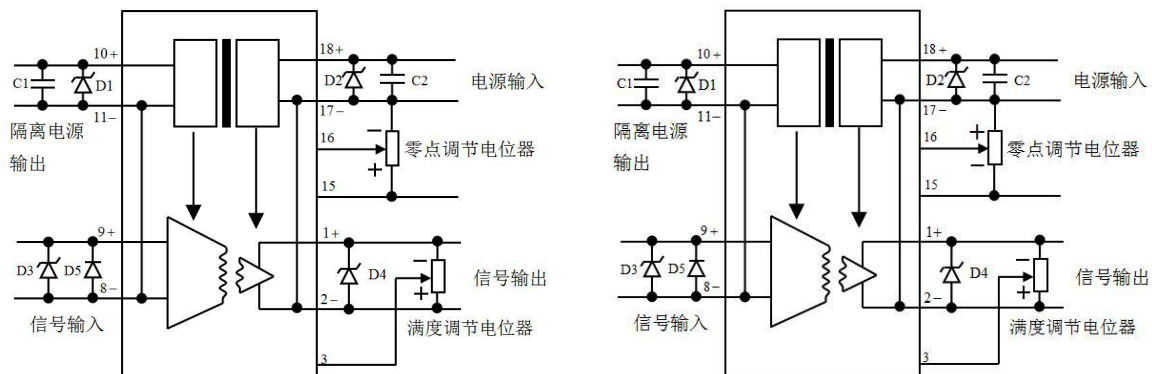 10+
18+
C1
D1
D2
C2
电源输入
11−
17−
隔离电源
输出
16
−
+
零点调节电位器
15
9+
1+
D3
D5
D4
−
+
信号输出
8−
2−
信号输入
满度调节电位器
3
10+
18+
C1
D1
D2
C2
电源输入
11−
17−
隔离电源
输出
16
+
−
零点调节电位器
15
9+
1+
D3
D5
D4
−
+
信号输出
8−
2−
信号输入
满度调节电位器
3